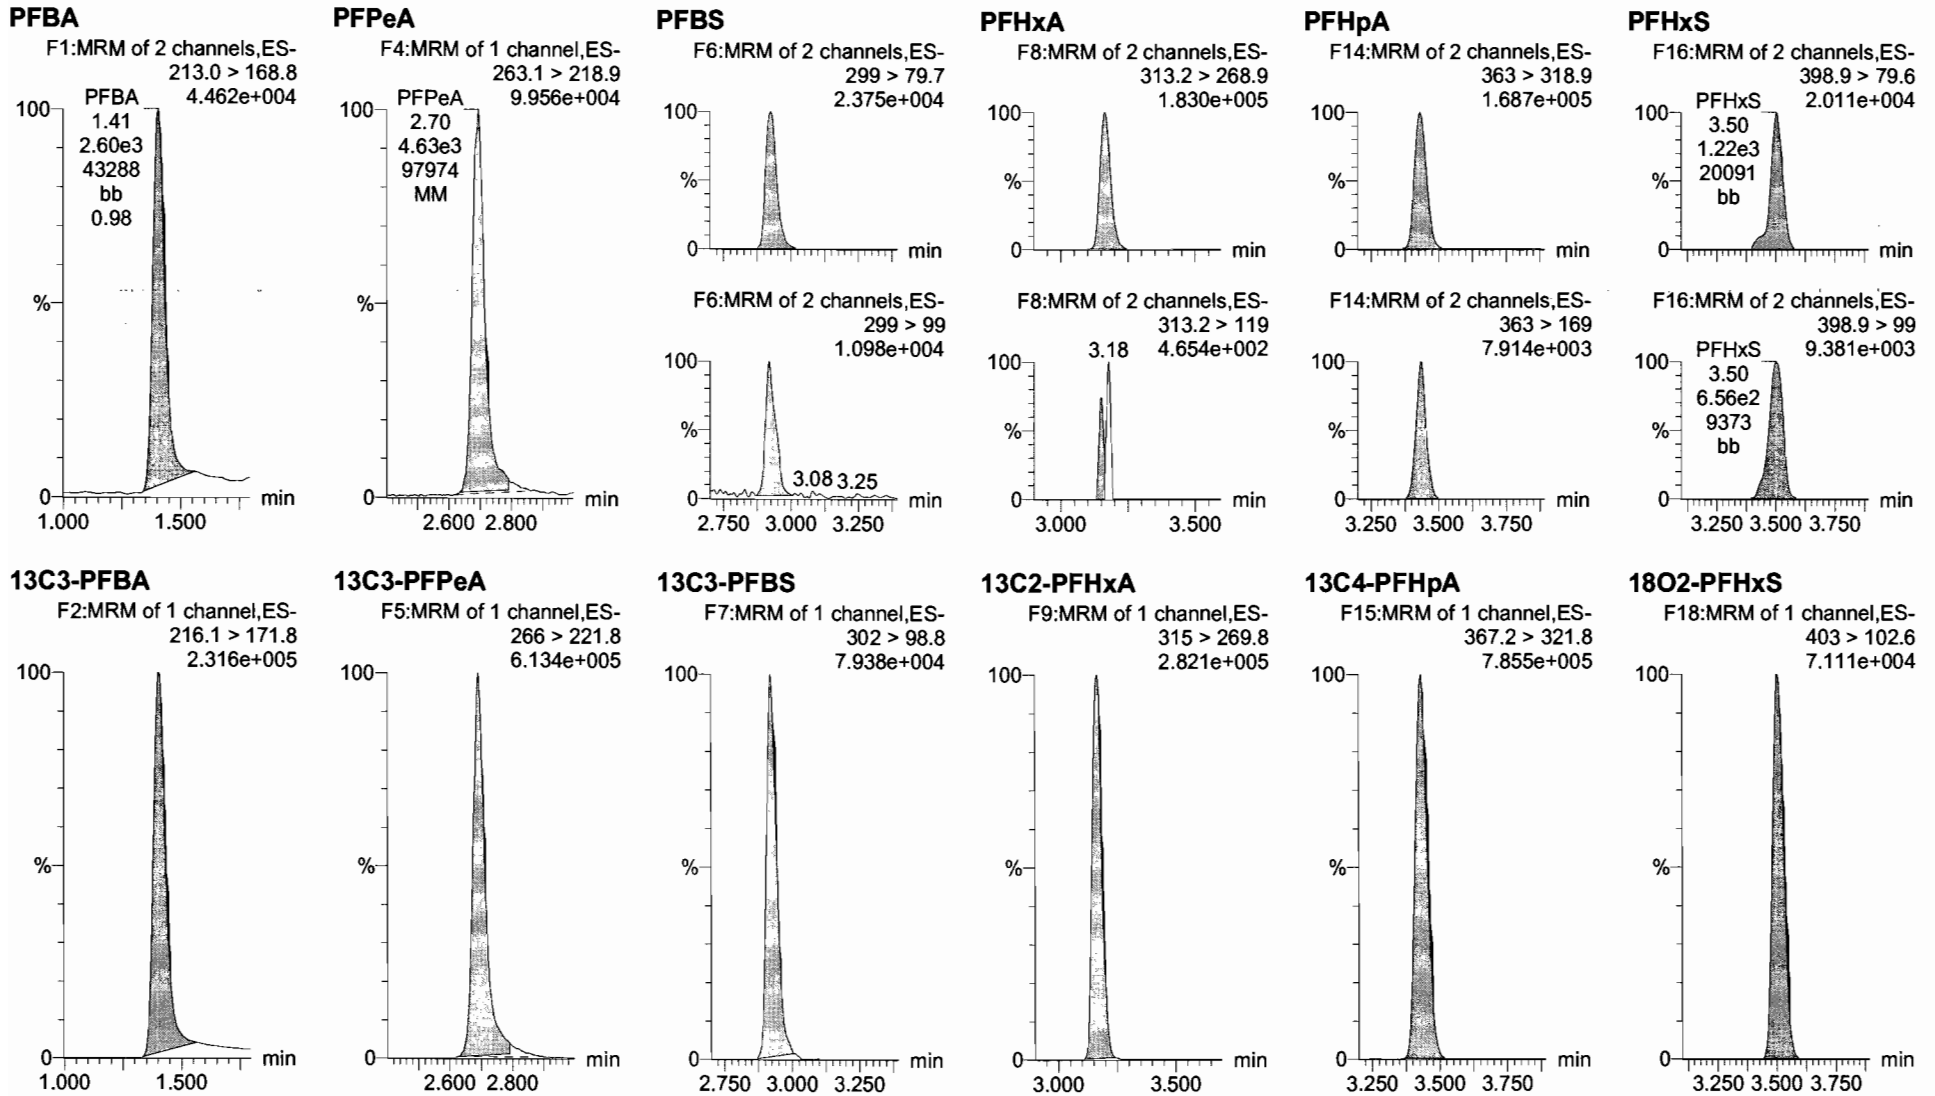 PFBA
F1:MRM of 2 channels,ES-
213.0 > 168.8
4.462e+004
PFBA
1.41
2.60e3
43288
bb
0.98
100
%
0
min
1.000 1.500
PFPeA
F4:MRM of 1 channel,ES-
263.1 > 218.9
9.956e+004
PFPeA
2.70
4.63e3
97974
MM
100
%
0
min
2.600 2.800
PFBS
F6:MRM of 2 channels,ES-
299 > 79.7
2.375e+004
100
%
0
min
F6:MRM of 2 channels,ES-
299 > 99
1.098e+004
100
%
3.08 3.25
0
min
2.750 3.000 3.250
PFHxA
F8:MRM of 2 channels,ES-
313.2 > 268.9
1.830e+005
100
%
0
min
F8:MRM of 2 channels,ES-
313.2 > 119
3.18 4.654e+002
100
%
0
min
3.000 3.500
PFHpA
F14:MRM of 2 channels,ES-
363 > 318.9
1.687e+005
100
%
0
min
F14:MRM of 2 channels,ES-
363 > 169
7.914e+003
100
%
0
min
3.250 3.500 3.750
PFHxS
F16:MRM of 2 channels,ES-
398.9 > 79.6
2.011e+004
PFHxS
3.50
1.22e3
20091
bb
100
%
0
min
F16:MRM of 2 channels,ES-
398.9 > 99
9.381e+003
PFHxS
3.50
6.56e2
9373
bb
100
%
0
min
3.250 3.500 3.750
13C3-PFBA
F2:MRM of 1 channel,ES-
216.1 > 171.8
2.316e+005
100
%
0
min
1.000 1.500
13C3-PFPeA
F5:MRM of 1 channel,ES-
266 > 221.8
6.134e+005
100
%
0
min
2.600 2.800
13C3-PFBS
F7:MRM of 1 channel,ES-
302 > 98.8
7.938e+004
100
%
0
min
2.750 3.000 3.250
13C2-PFHxA
F9:MRM of 1 channel,ES-
315 > 269.8
2.821e+005
100
%
0
min
3.000 3.500
13C4-PFHpA
F15:MRM of 1 channel,ES-
367.2 > 321.8
7.855e+005
100
%
0
min
3.250 3.500 3.750
18O2-PFHxS
F18:MRM of 1 channel,ES-
403 > 102.6
7.111e+004
100
%
0
min
3.250 3.500 3.750